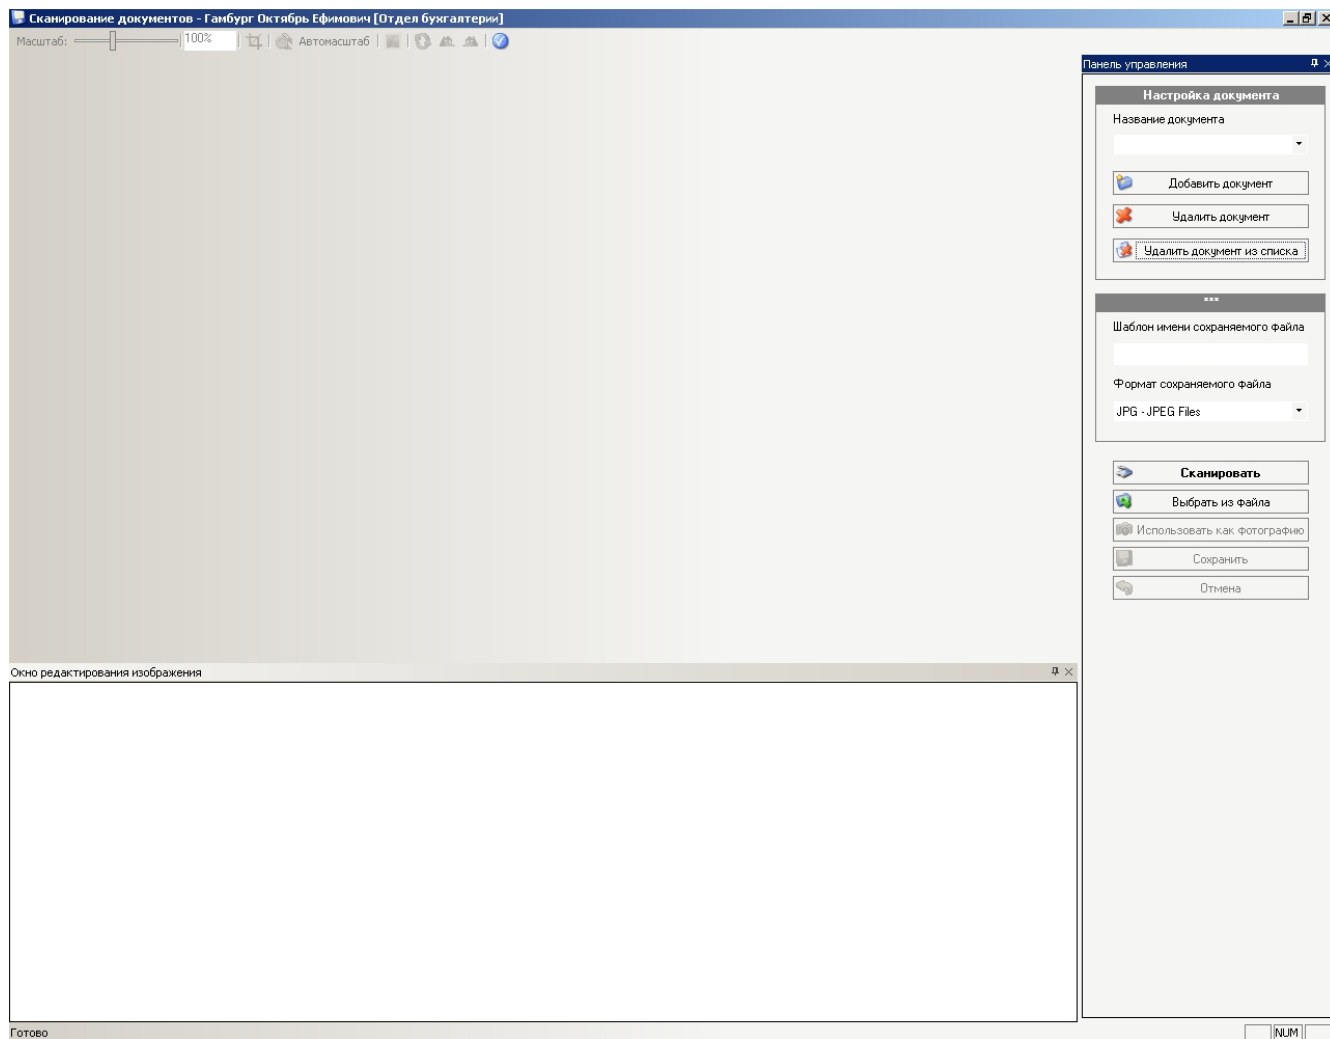 Сканирование документов - Гамбург Октябрь Ефимович [Отдел бухгалтерии]
Масштаб: 100% Автомасштаб
Панель управления
Настройка документа
Название документа
Добавить документ
Удалить документ
Удалить документ из списка
***
Шаблон имени сохраняемого файла
Формат сохраняемого файла
JPG - JPEG Files
Сканировать
Выбрать из файла
Использовать как фотографию
Сохранить
Отмена
Окно редактирования изображения
Готово
NUM